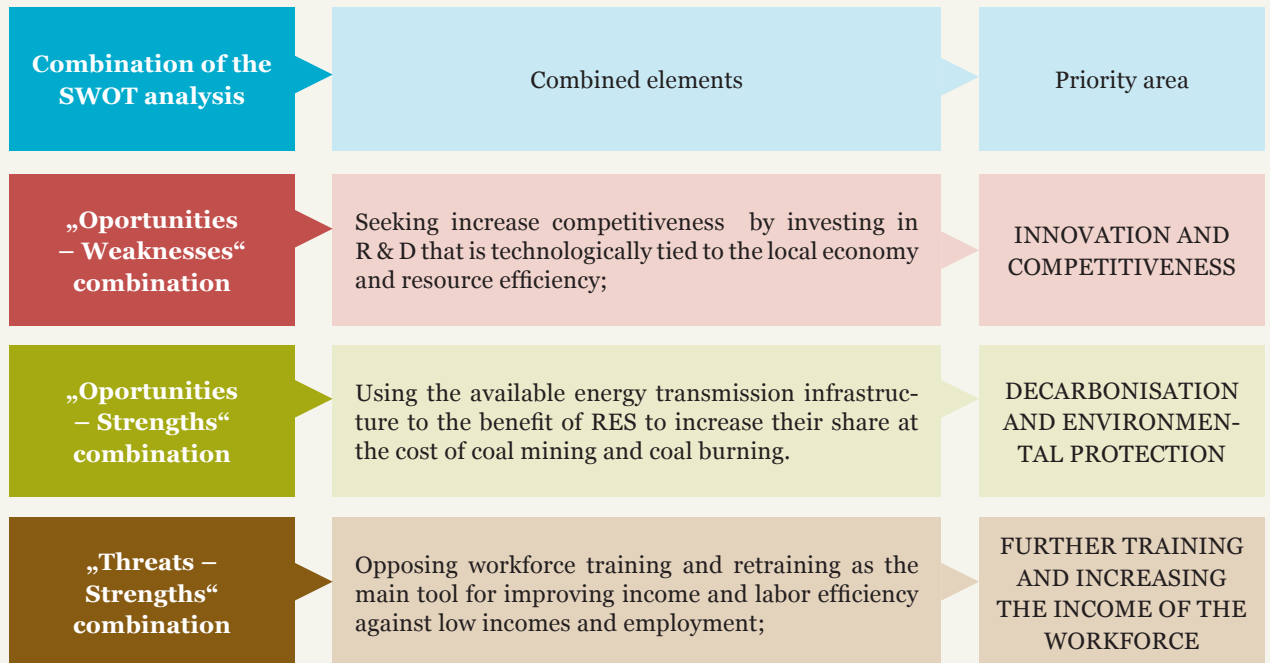 Combination of the
SWOT analysis
Combined elements
Priority area
„Oportunities
– Weaknesses“
combination
Seeking increase competitiveness by investing in
R & D that is technologically tied to the local economy
and resource efficiency;
INNOVATION AND
COMPETITIVENESS
„Oportunities
– Strengths“
combination
Using the available energy transmission infrastruc-
ture to the benefit of RES to increase their share at
the cost of coal mining and coal burning.
DECARBONISATION
AND ENVIRONMEN-
TAL PROTECTION
„Threats –
Strengths“
combination
Opposing workforce training and retraining as the
main tool for improving income and labor efficiency
against low incomes and employment;
FURTHER TRAINING
AND INCREASING
THE INCOME OF THE
WORKFORCE